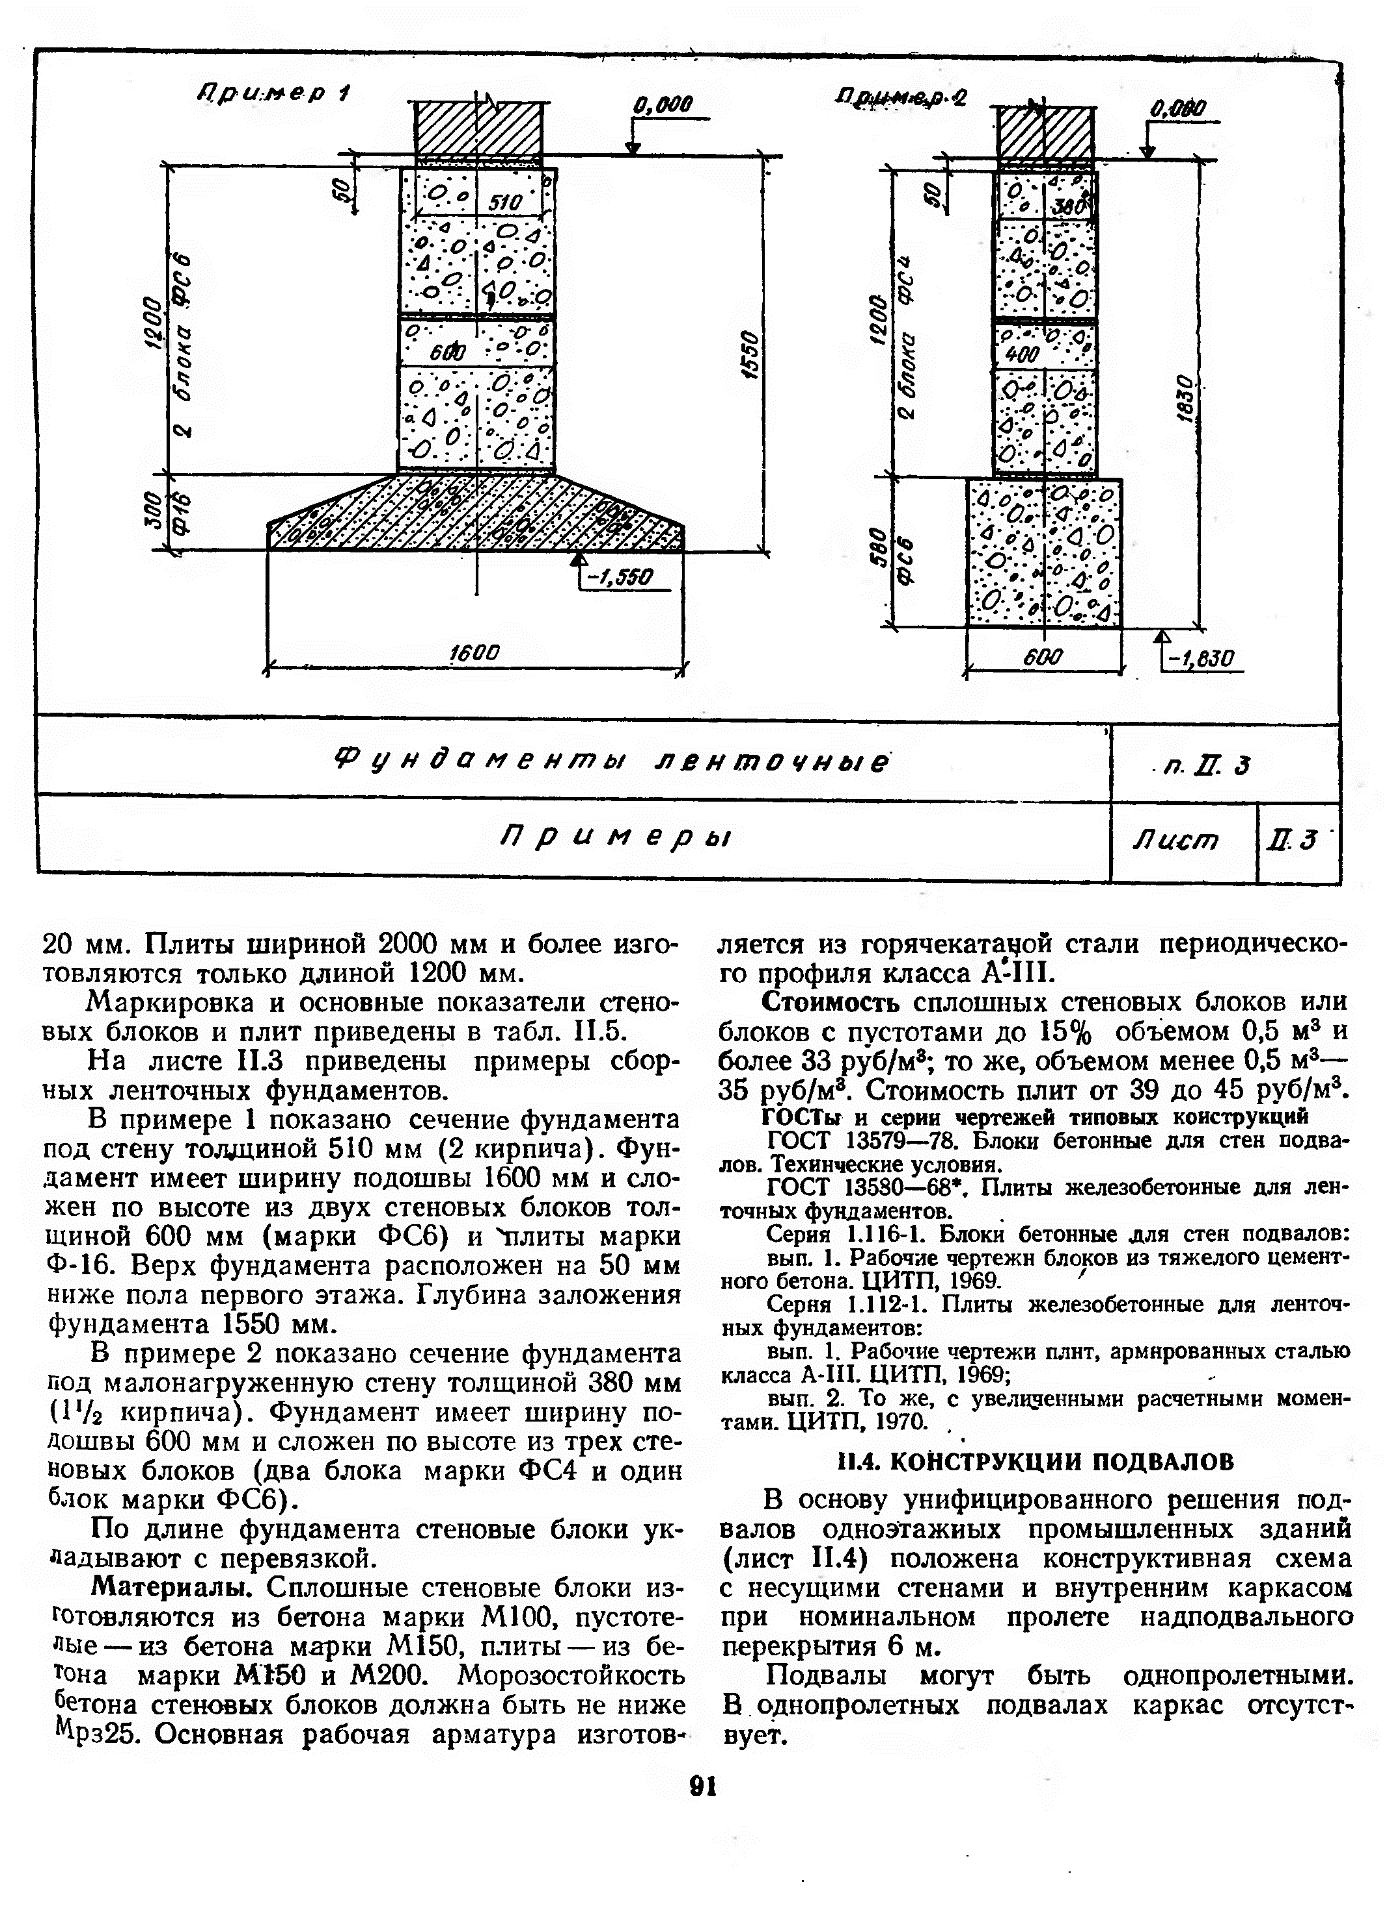 Пример 1
0,000
50
510
1200
2 блока ФС6
600
1550
300
Ф16
-1,550
1600
Пример 2
0,000
50
380
1200
2 блока ФС4
400
1830
580
ФС6
600
-1,830
Фундаменты ленточные
п. II. 3
Примеры
Лист
II. 3
20 мм. Плиты шириной 2000 мм и более изго-
товляются только длиной 1200 мм.
Маркировка и основные показатели стено-
вых блоков и плит приведены в табл. II.5.
На листе II.3 приведены примеры сбор-
ных ленточных фундаментов.
В примере 1 показано сечение фундамента
под стену толщиной 510 мм (2 кирпича). Фун-
дамент имеет ширину подошвы 1600 мм и сло-
жен по высоте из двух стеновых блоков тол-
щиной 600 мм (марки ФС6) и плиты марки
Ф-16. Верх фундамента расположен на 50 мм
ниже пола первого этажа. Глубина заложения
фундамента 1550 мм.
В примере 2 показано сечение фундамента
под малонагруженную стену толщиной 380 мм
(1¹/₂ кирпича). Фундамент имеет ширину по-
дошвы 600 мм и сложен по высоте из трех сте-
новых блоков (два блока марки ФС4 и один
блок марки ФС6).
По длине фундамента стеновые блоки ук-
ладывают с перевязкой.
Материалы. Сплошные стеновые блоки из-
готовляются из бетона марки М100, пустоте-
лые — из бетона марки М150, плиты — из бе-
тона марки М150 и М200. Морозостойкость
бетона стеновых блоков должна быть не ниже
Мрз25. Основная рабочая арматура изготов-
ляется из горячекатаной стали периодическо-
го профиля класса А-III.
Стоимость сплошных стеновых блоков или
блоков с пустотами до 15% объемом 0,5 м³ и
более 33 руб/м³; то же, объемом менее 0,5 м³—
35 руб/м³. Стоимость плит от 39 до 45 руб/м³.
ГОСТы и серии чертежей типовых конструкций
ГОСТ 13579—78. Блоки бетонные для стен подва-
лов. Технические условия.
ГОСТ 13580—68*. Плиты железобетонные для лен-
точных фундаментов.
Серия 1.116-1. Блоки бетонные для стен подвалов:
вып. 1. Рабочие чертежи блоков из тяжелого цемент-
ного бетона. ЦИТП, 1969.
Серия 1.112-1. Плиты железобетонные для ленточ-
ных фундаментов:
вып. 1. Рабочие чертежи плит, армированных сталью
класса А-III. ЦИТП, 1969;
вып. 2. То же, с увеличенными расчетными момен-
тами. ЦИТП, 1970.
II.4. КОНСТРУКЦИИ ПОДВАЛОВ
В основу унифицированного решения под-
валов одноэтажных промышленных зданий
(лист II.4) положена конструктивная схема
с несущими стенами и внутренним каркасом
при номинальном пролете надподвального
перекрытия 6 м.
Подвалы могут быть однопролетными.
В однопролетных подвалах каркас отсутст-
вует.
91